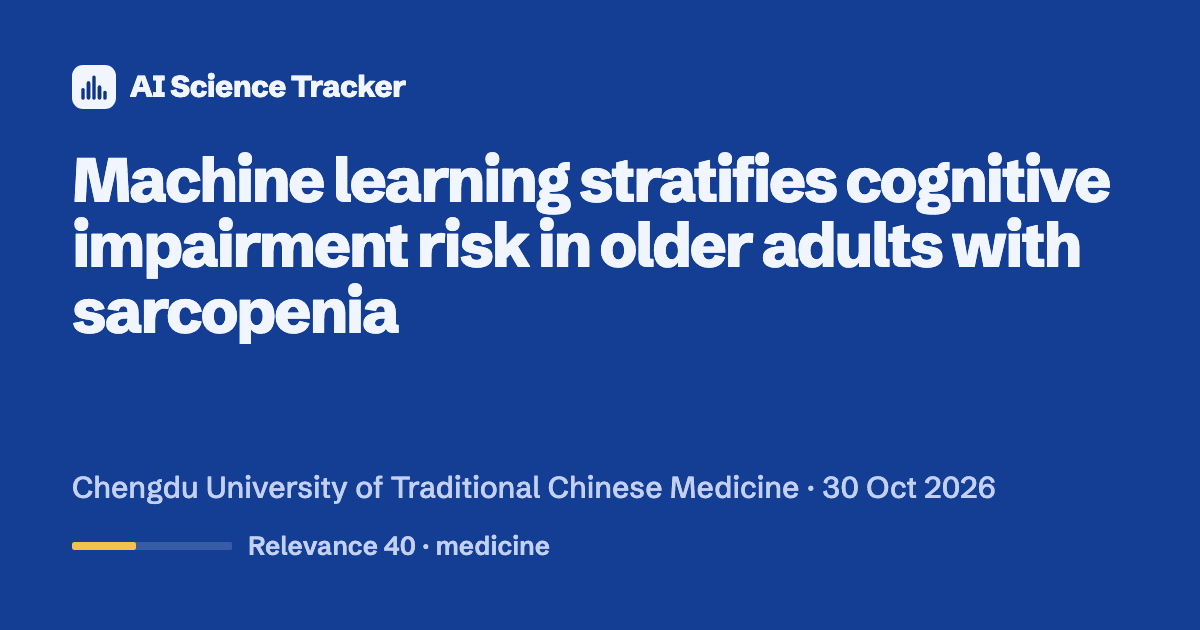 AI Science Tracker
Machine learning stratifies cognitive
impairment risk in older adults with
sarcopenia
Chengdu University of Traditional Chinese Medicine · 30 Oct 2026
Relevance 40 · medicine